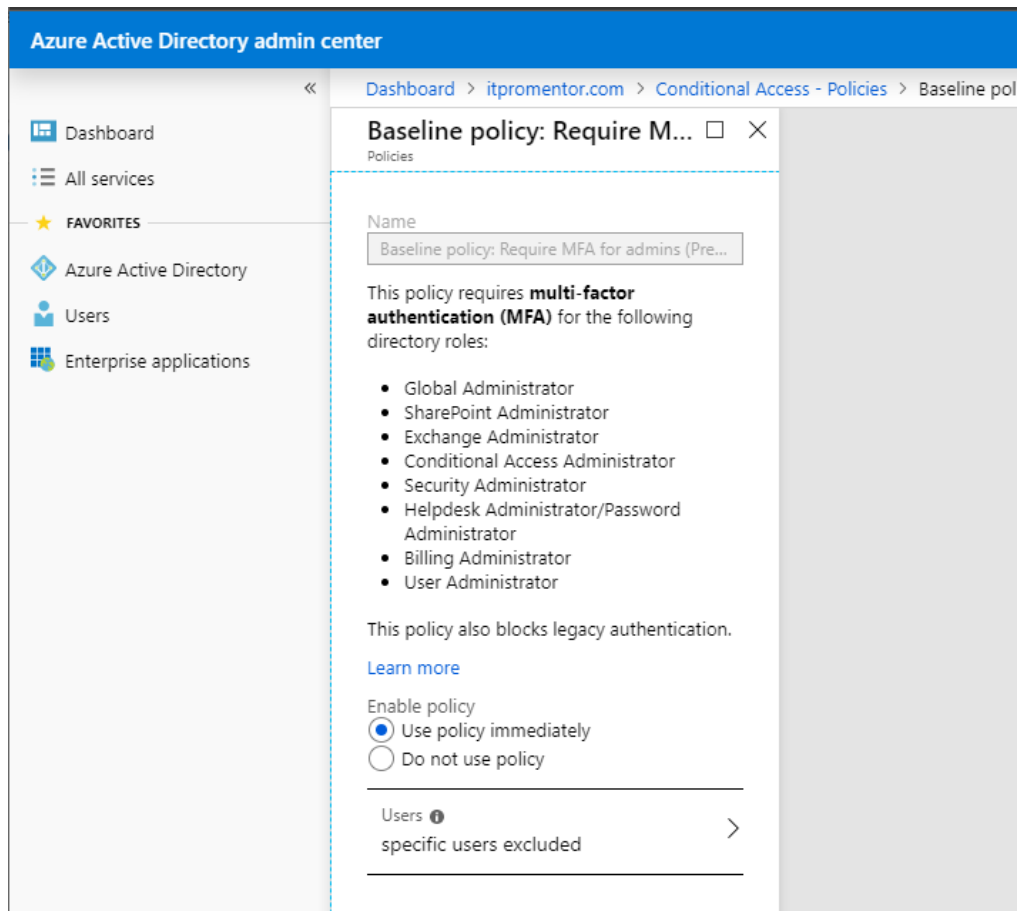 Azure Active Directory admin center
«
Dashboard > itpromentor.com > Conditional Access - Policies > Baseline pol
Dashboard
All services
FAVORITES
Azure Active Directory
Users
Enterprise applications
Baseline policy: Require M...
Policies
Name
Baseline policy: Require MFA for admins (Pre...
This policy requires multi-factor
authentication (MFA) for the following
directory roles:
• Global Administrator
• SharePoint Administrator
• Exchange Administrator
• Conditional Access Administrator
• Security Administrator
• Helpdesk Administrator/Password
Administrator
• Billing Administrator
• User Administrator
This policy also blocks legacy authentication.
Learn more
Enable policy
Use policy immediately
Do not use policy
Users
specific users excluded